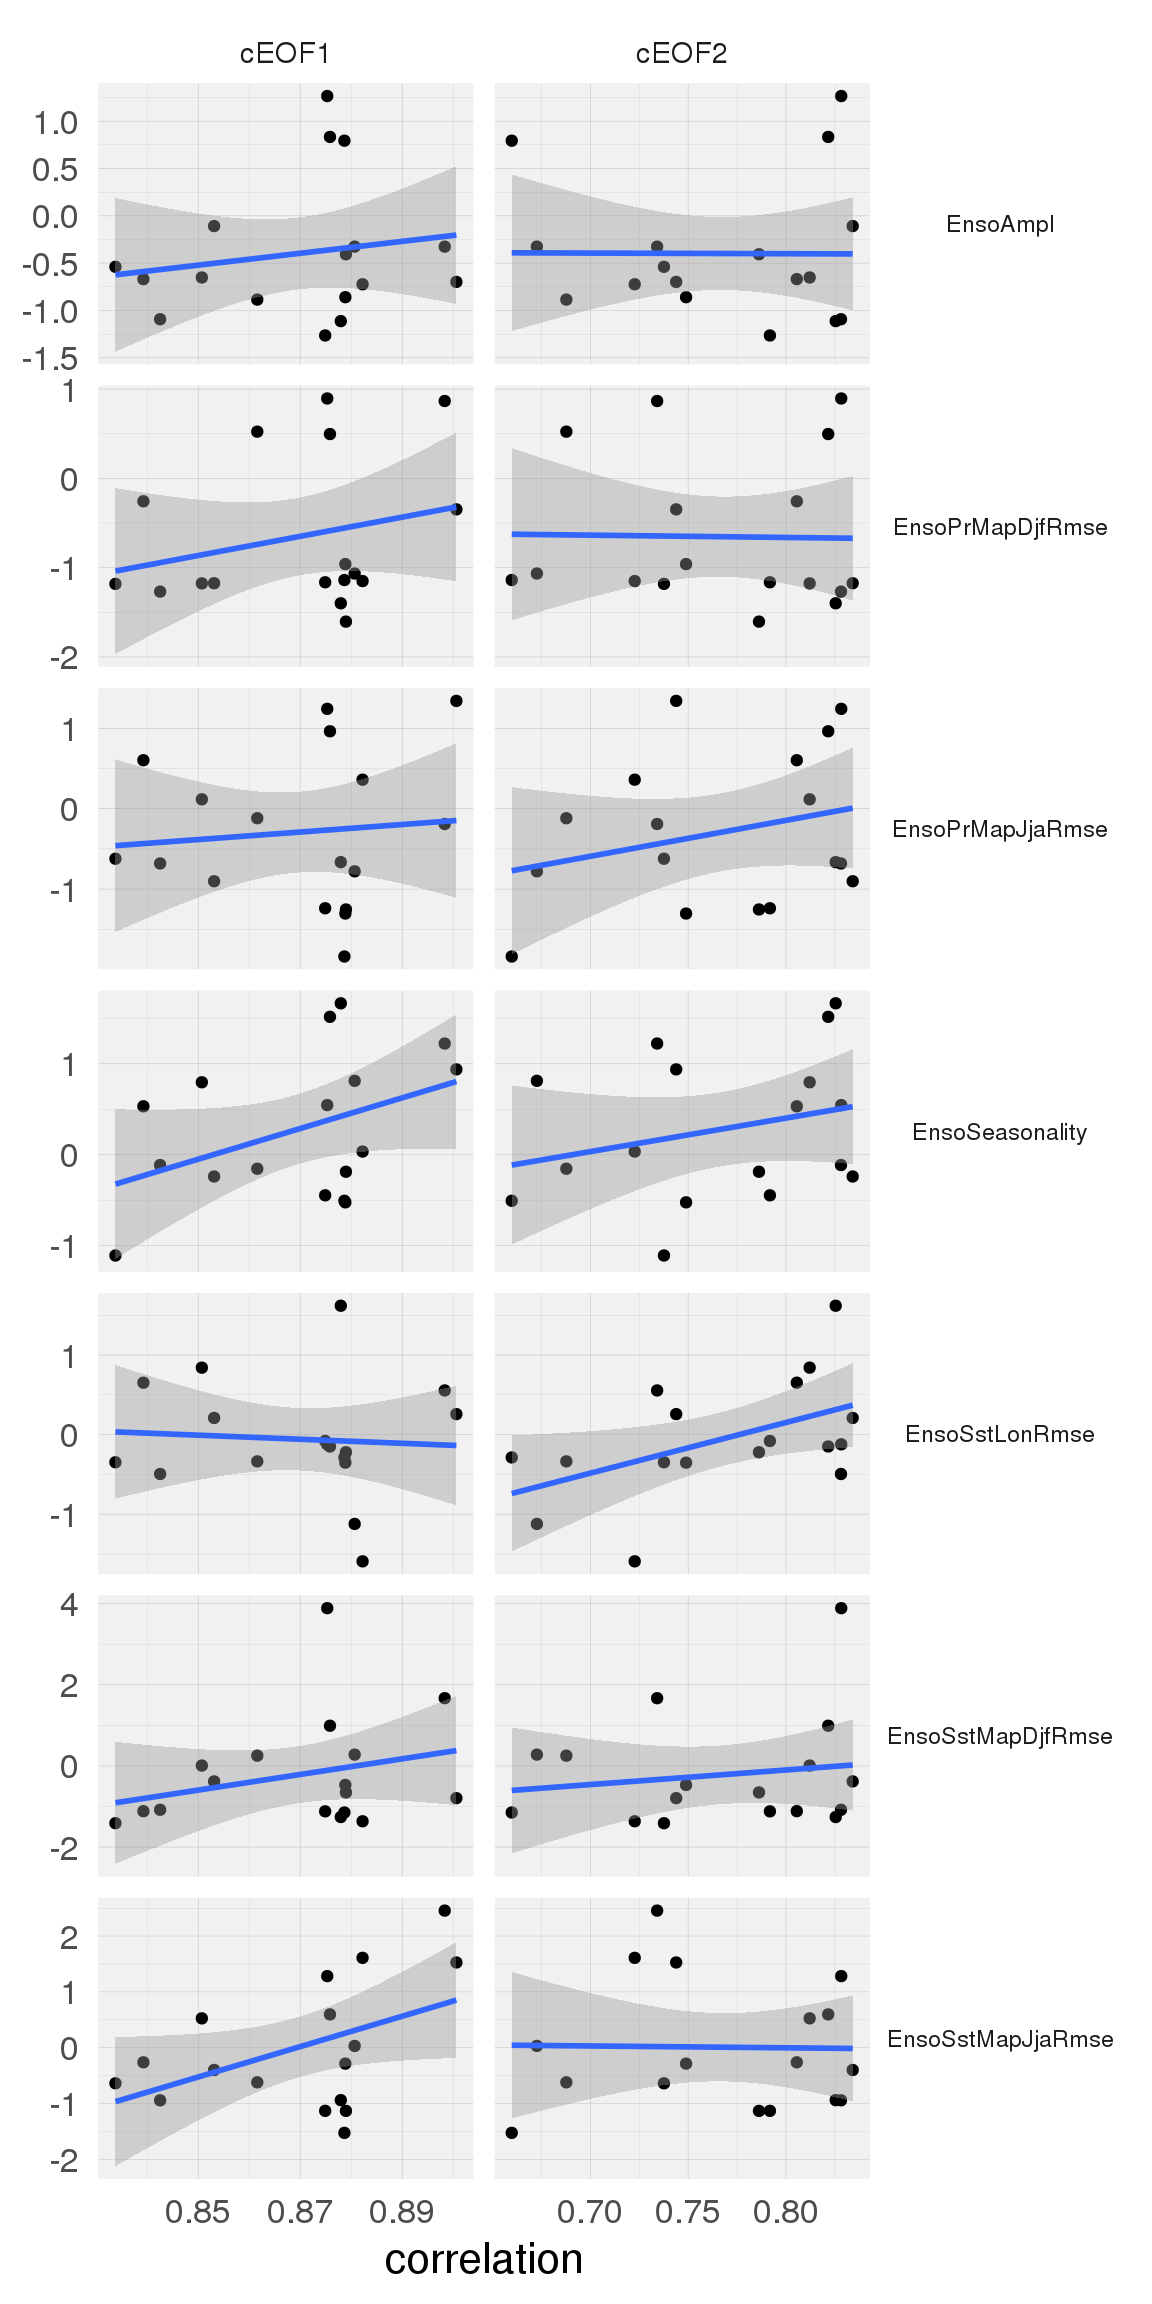 cEOF1 cEOF2
1.0
0.5
0.0
-0.5
-1.0
-1.5
EnsoAmpl
1
0
-1
-2
EnsoPrMapDjfRmse
1
0
-1
EnsoPrMapJjaRmse
1
0
-1
EnsoSeasonality
1
0
-1
EnsoSstLonRmse
4
2
0
-2
EnsoSstMapDjfRmse
2
1
0
-1
-2
EnsoSstMapJjaRmse
0.85 0.87 0.89 0.70 0.75 0.80
correlation